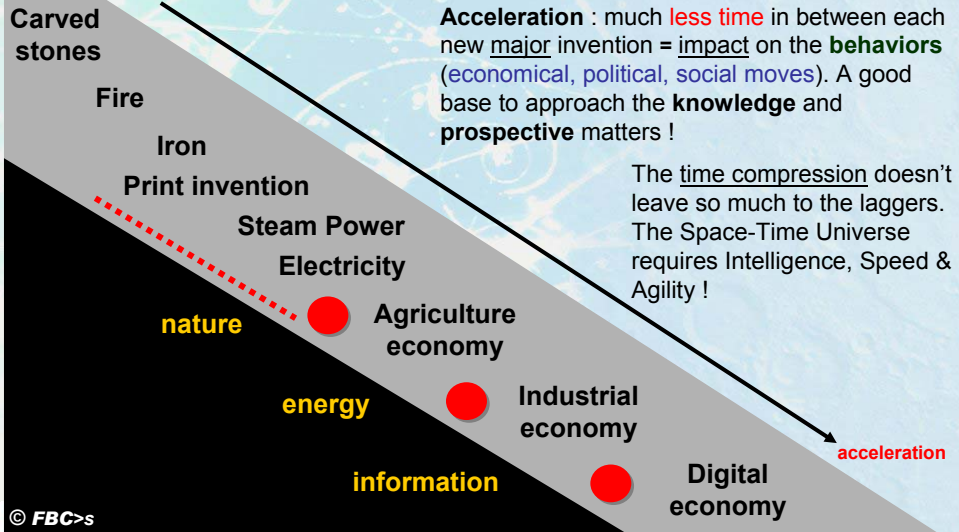 Carved
stones
Fire
Iron
Print invention
Steam Power
Electricity
Agriculture
economy
Industrial
economy
Digital
economy
nature
energy
information
Acceleration : much less time in between each
new major invention = impact on the behaviors
(economical, political, social moves). A good
base to approach the knowledge and
prospective matters !
The time compression doesn't
leave so much to the laggers.
The Space-Time Universe
requires Intelligence, Speed &
Agility !
acceleration
© FBC>s